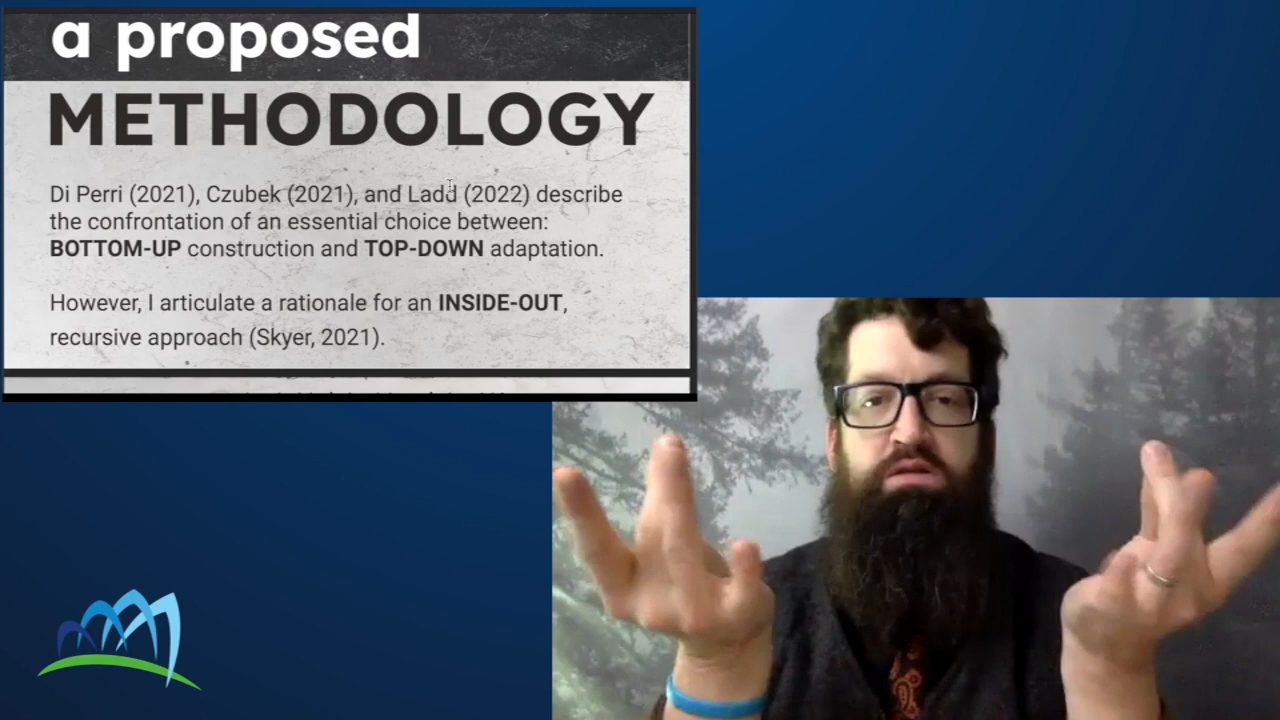 a proposed
METHODOLOGY
Di Perri (2021), Czubek (2021), and Ladd (2022) describe
the confrontation of an essential choice between:
BOTTOM-UP construction and TOP-DOWN adaptation.
However, I articulate a rationale for an INSIDE-OUT,
recursive approach (Skyer, 2021).